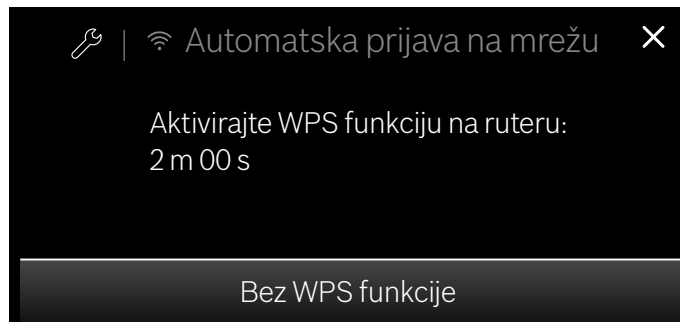 Automatska prijava na mrežu
Aktivirajte WPS funkciju na ruteru:
2 m 00 s
Bez WPS funkcije